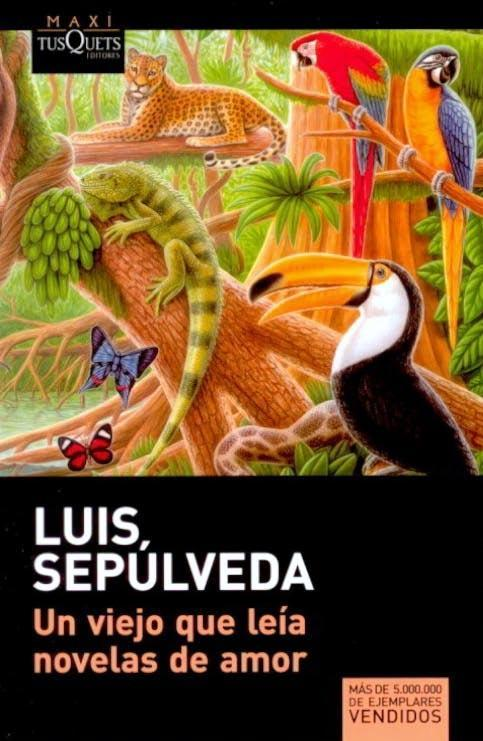 MAXI
TUSQUETS
EDITORES
LUIS
SEPÚLVEDA
Un viejo que leía
novelas de amor
MÁS DE 5.000.000
DE EJEMPLARES
VENDIDOS